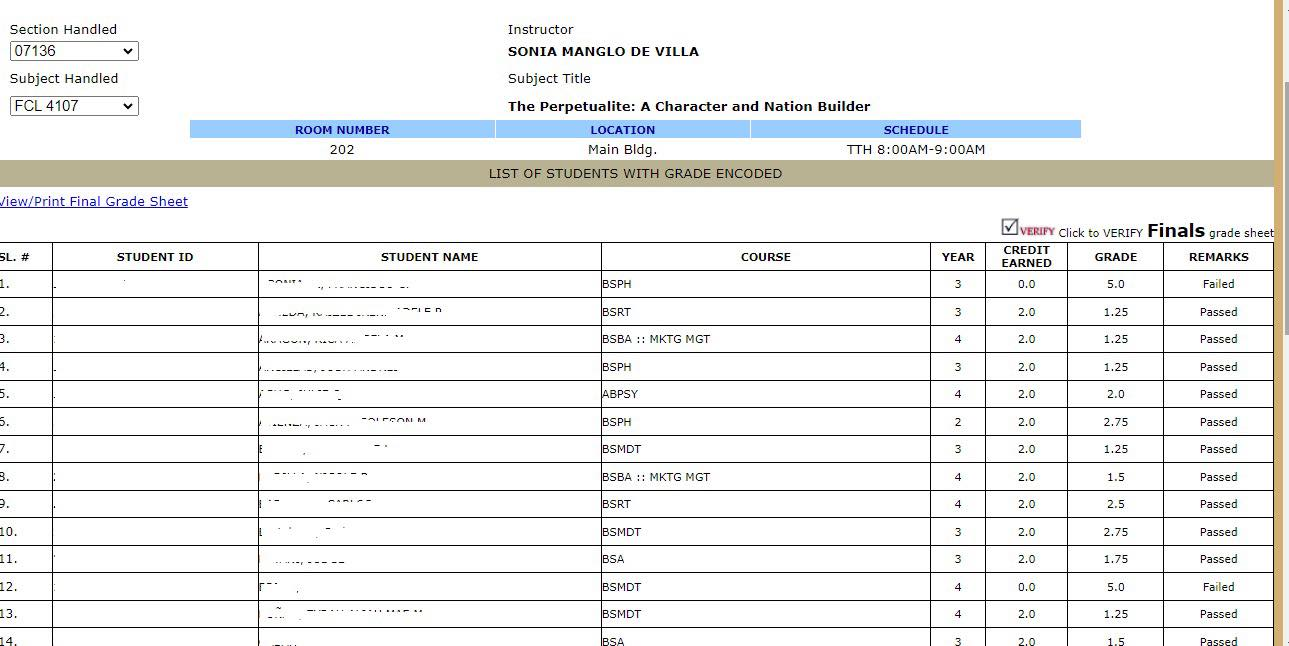 Section Handled
Instructor
07136
SONIA MANGLO DE VILLA
Subject Handled
Subject Title
FCL 4107
The Perpetualite: A Character and Nation Builder
ROOM NUMBER LOCATION SCHEDULE
202 Main Bldg. TTH 8:00AM-9:00AM
LIST OF STUDENTS WITH GRADE ENCODED
View/Print Final Grade Sheet
VERIFY Click to VERIFY Finals grade sheet
SL. # STUDENT ID STUDENT NAME COURSE YEAR CREDIT EARNED GRADE REMARKS
1. BSPH 3 0.0 5.0 Failed
2. BSRT 3 2.0 1.25 Passed
3. BSBA :: MKTG MGT 4 2.0 1.25 Passed
4. BSPH 3 2.0 1.25 Passed
5. ABPSY 4 2.0 2.0 Passed
6. BSPH 2 2.0 2.75 Passed
7. BSMDT 3 2.0 1.25 Passed
8. BSBA :: MKTG MGT 4 2.0 1.5 Passed
9. BSRT 4 2.0 2.5 Passed
10. BSMDT 3 2.0 2.75 Passed
11. BSA 3 2.0 1.75 Passed
12. BSMDT 4 0.0 5.0 Failed
13. BSMDT 4 2.0 1.25 Passed
14. BSA 3 2.0 1.5 Passed